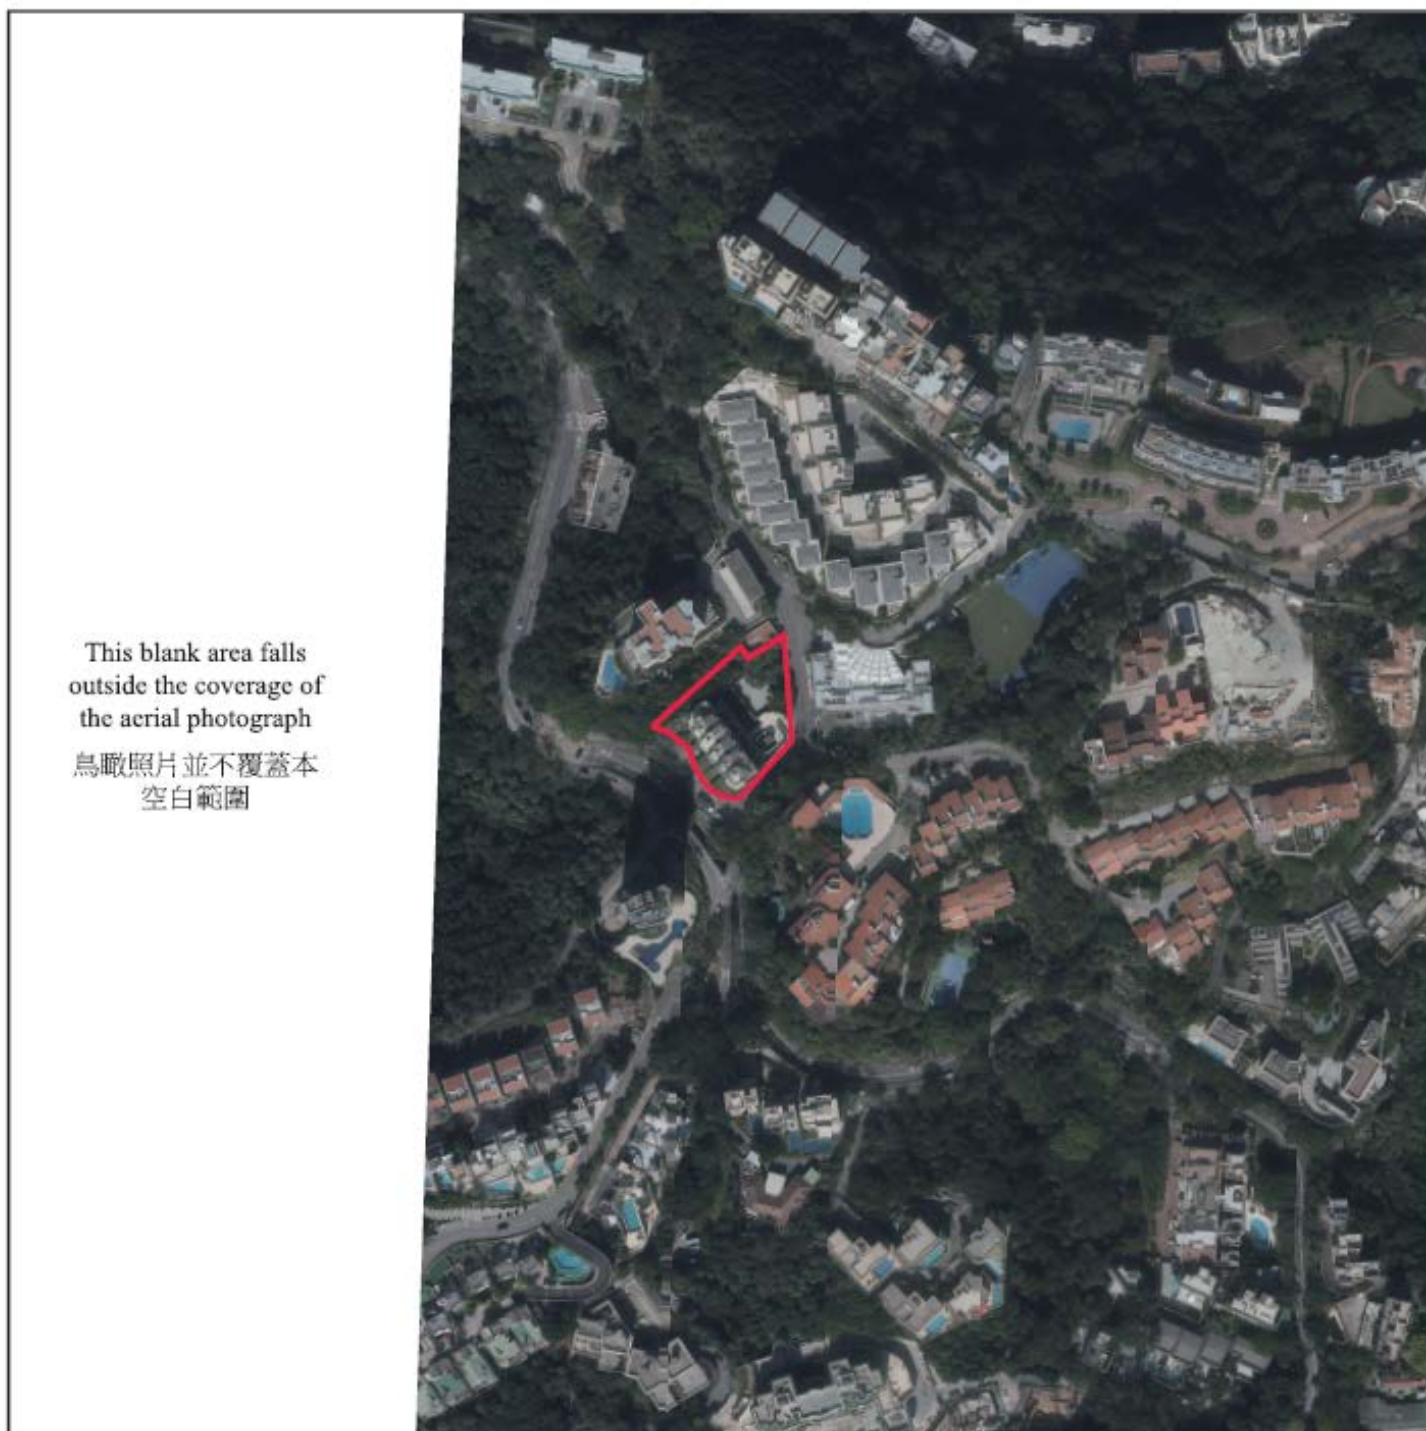 This blank area falls
outside the coverage of
the aerial photograph
鳥瞰照片並不覆蓋本
空白範圍